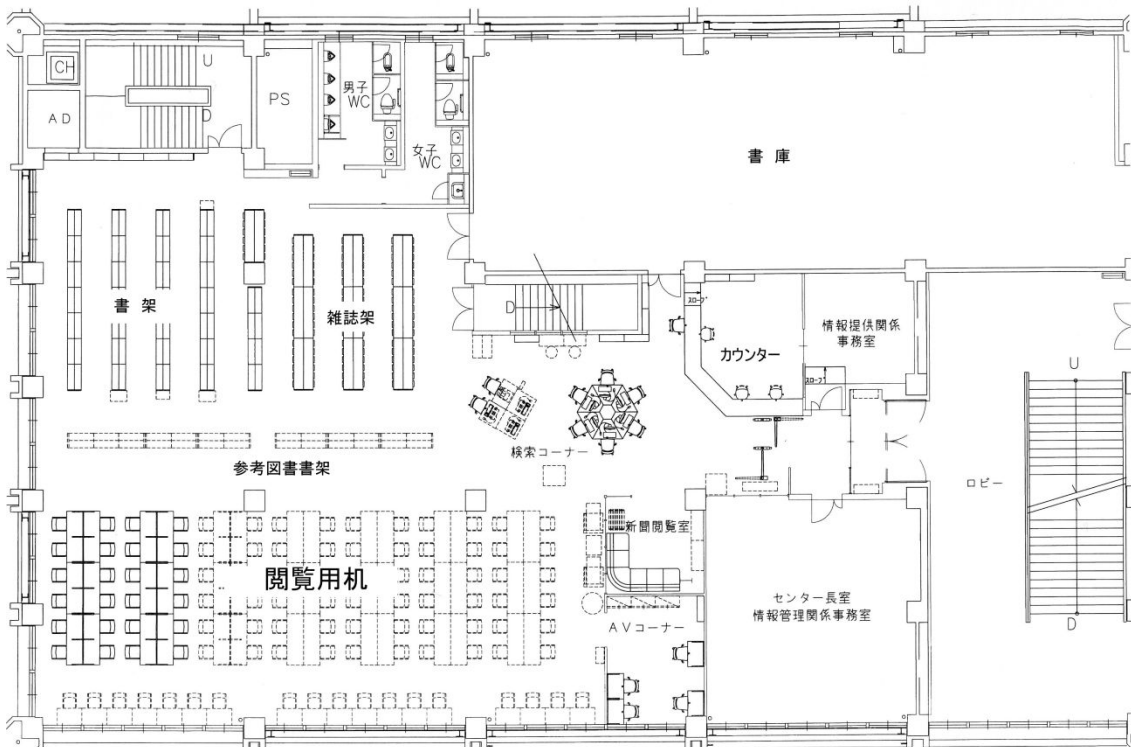 CH
U
AD
D
PS
男子
WC
女子
WC
書庫
書架
雑誌架
D
スロープ
カウンター
情報提供関係
事務室
スロープ
U
検索コーナー
参考図書書架
ロビー
新聞閲覧室
閲覧用机
センター長室
情報管理関係事務室
AVコーナー
D